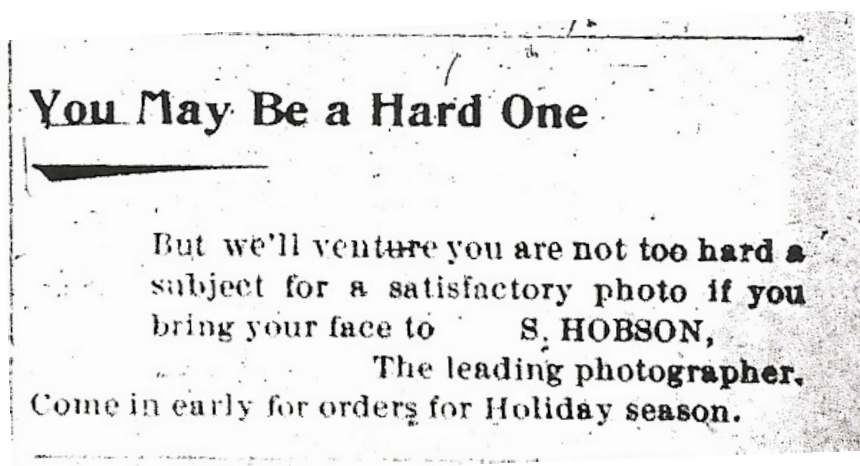 You May Be a Hard One
But we'll venture you are not too hard a
subject for a satisfactory photo if you
bring your face to S. HOBSON,
The leading photographer.
Come in early for orders for Holiday season.